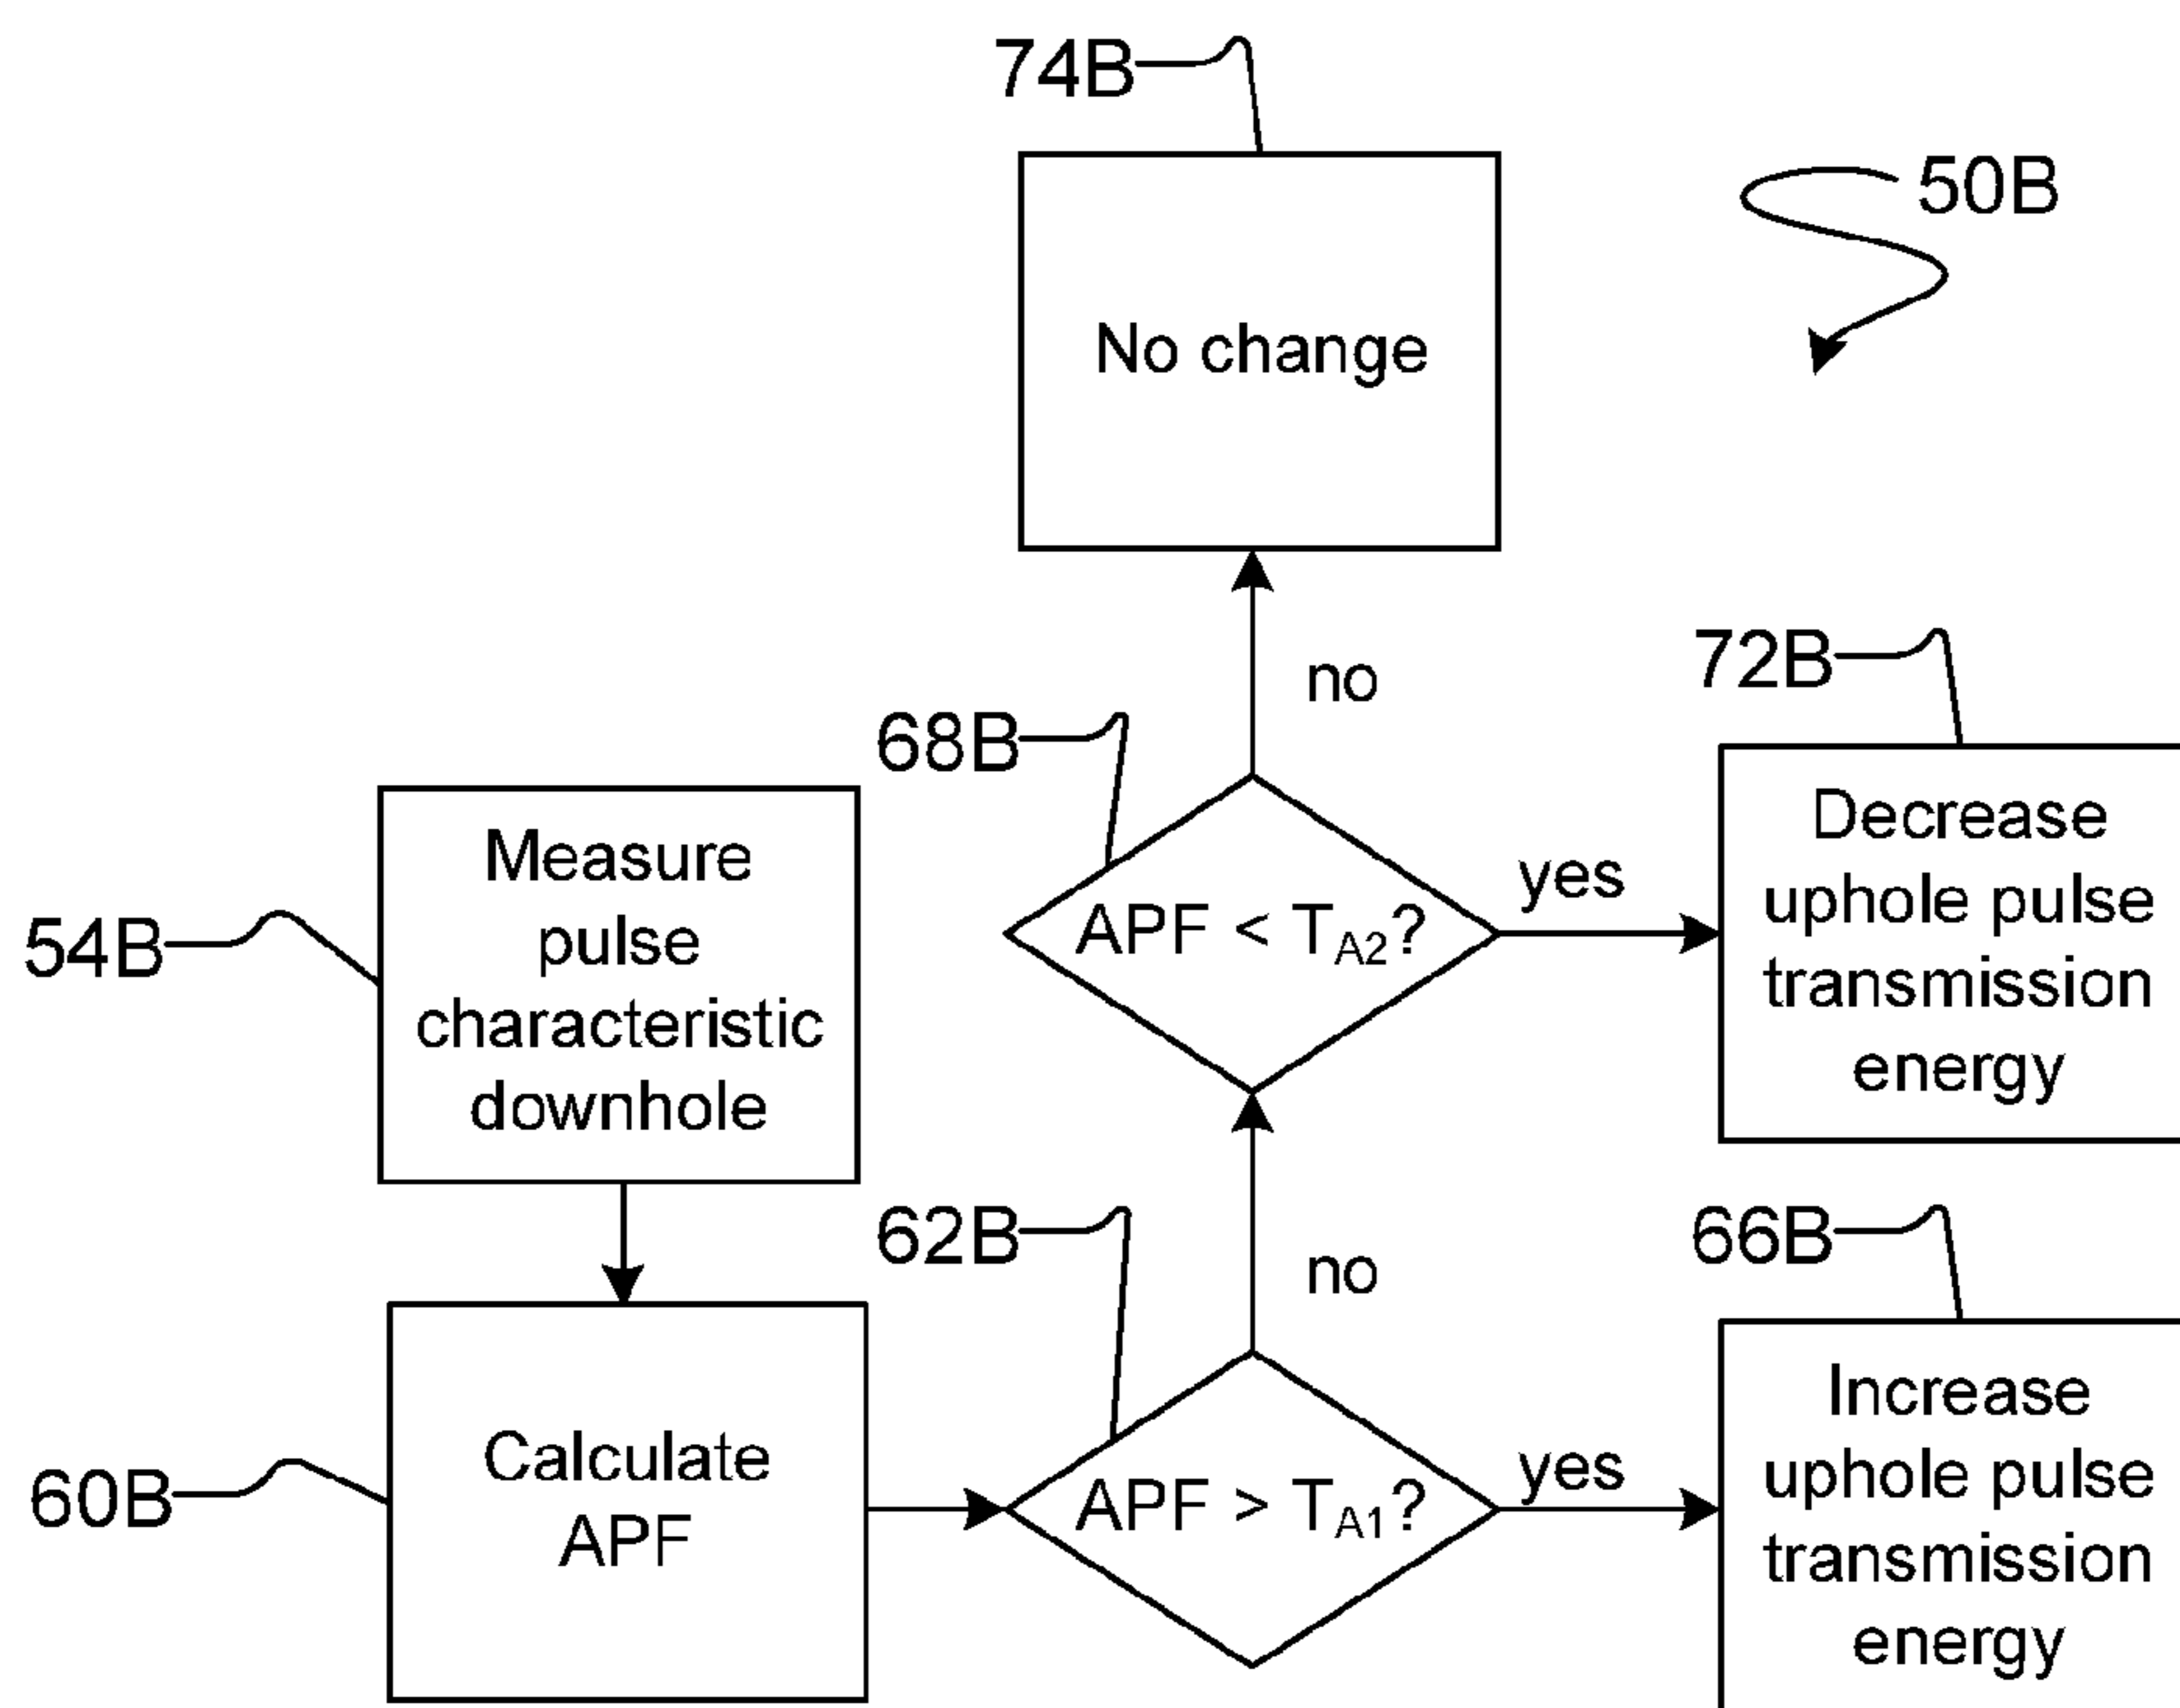 74B
50B
No change
no
72B
68B
Decrease
uphole pulse
transmission
energy
Measure
pulse
characteristic
downhole
54B
APF < TA2?
yes
62B
no
66B
Increase
uphole pulse
transmission
energy
Calculate
APF
60B
APF > TA1?
yes